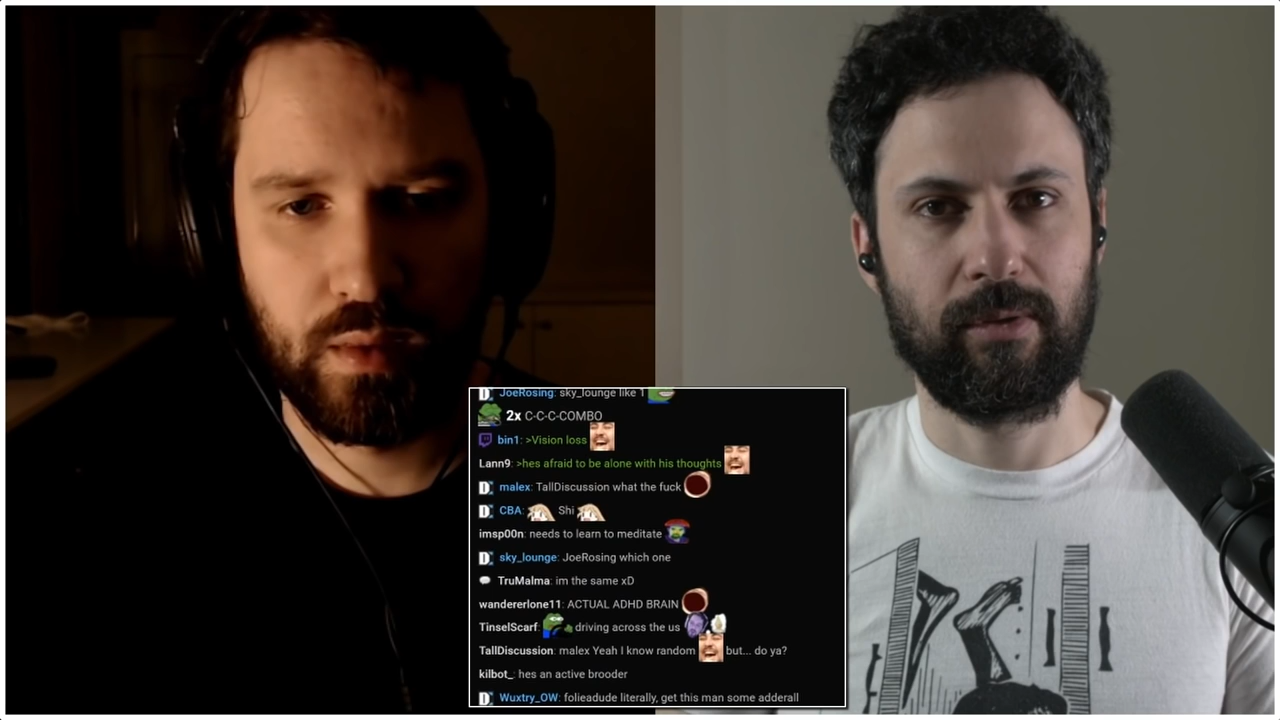 JoeRosing: sky_lounge like 1
2x C-C-C-COMBO
bin1: >Vision loss
Lann9: >hes afraid to be alone with his thoughts
malex: TallDiscussion what the fuck
CBA: Shi
imsp00n: needs to learn to meditate
sky_lounge: JoeRosing which one
TruMalma: im the same xD
wandererlone11: ACTUAL ADHD BRAIN
TinselScarf: driving across the us
TallDiscussion: malex Yeah I know random but... do ya?
kilbot_: hes an active brooder
Wuxtry_OW: folieadude literally, get this man some adderall